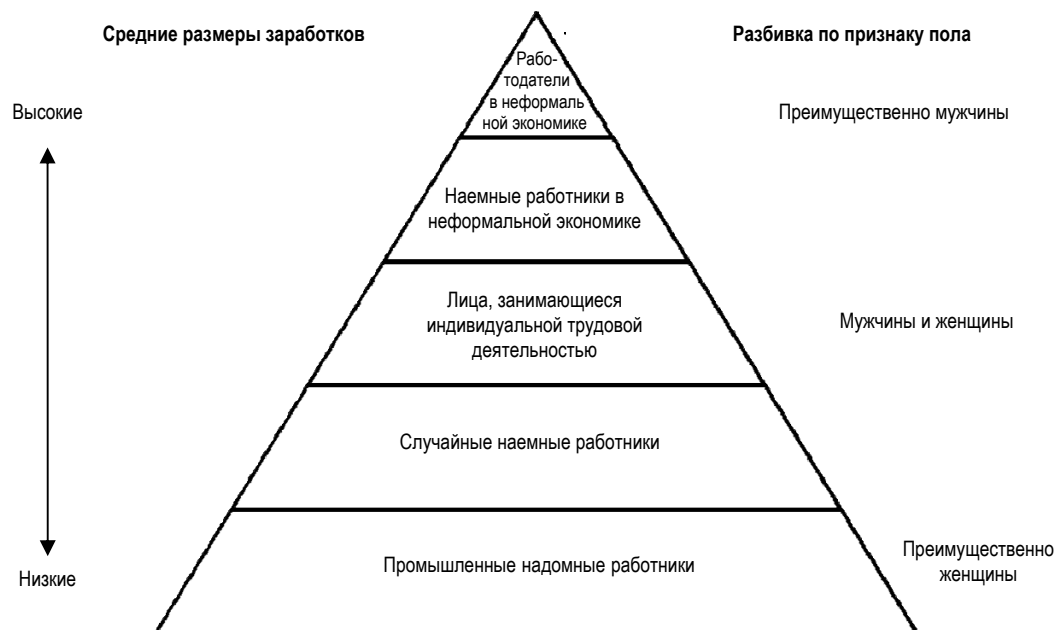 Средние размеры заработков
Разбивка по признаку пола
Рабо-
тодатели
в неформаль
ной экономике
Высокие
Преимущественно мужчины
Наемные работники в
неформальной экономике
Лица, занимающиеся
индивидуальной трудовой
деятельностью
Мужчины и женщины
Случайные наемные работники
Промышленные надомные работники
Низкие
Преимущественно
женщины